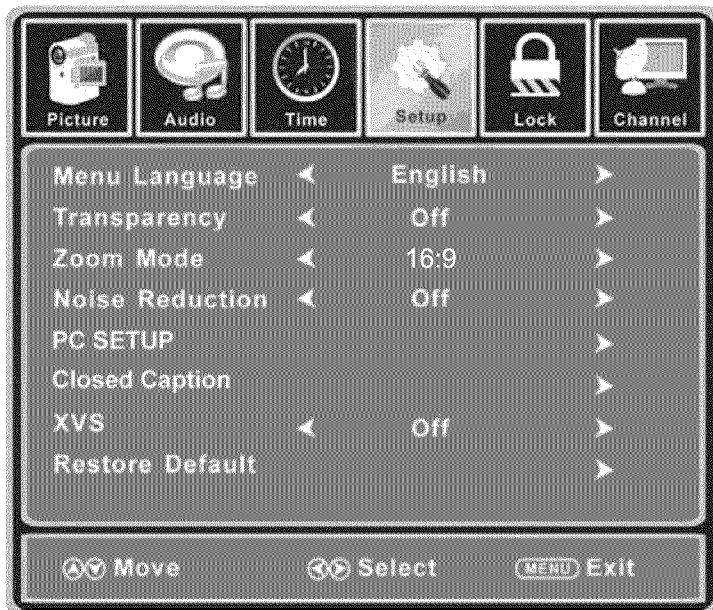 Picture Audio Time Setup Lock Channel
Menu Language English
Transparency Off
Zoom Mode 16:9
Noise Reduction Off
PC SETUP
Closed Caption
XVS Off
Restore Default
Move Select MENU Exit